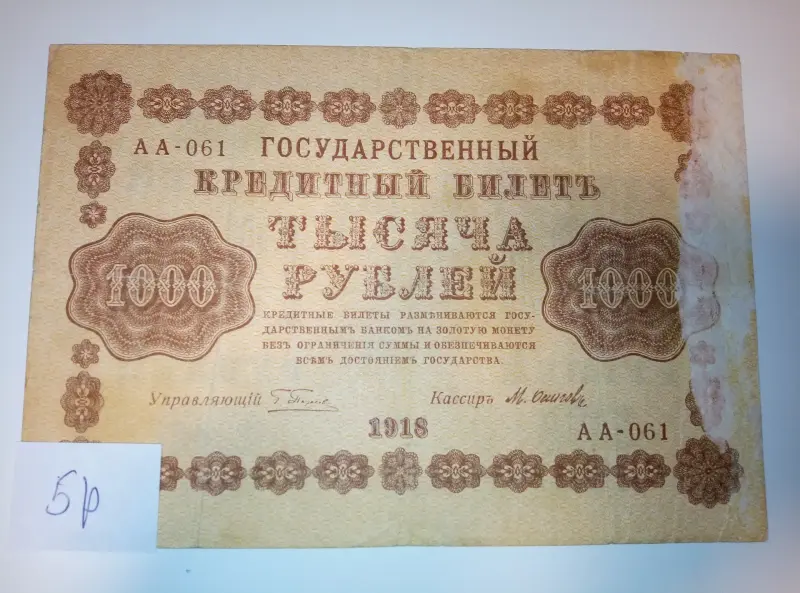 АА-061 ГОСУДАРСТВЕННЫЙ
КРЕДИТНЫЙ БИЛЕТЪ
ТЫСЯЧА
РУБЛЕЙ
1000 1000
КРЕДИТНЫЕ БИЛЕТЫ РАЗМѢНИВАЮТСЯ ГОСУ-
ДАРСТВЕННЫМЪ БАНКОМЪ НА ЗОЛОТУЮ МОНЕТУ
БЕЗЪ ОГРАНИЧЕНІЯ СУММЫ И ОБЕЗПЕЧИВАЮТСЯ
ВСѢМЪ ДОСТОЯНІЕМЪ ГОСУДАРСТВА.
Управляющій Кассиръ
1918 АА-061
5р